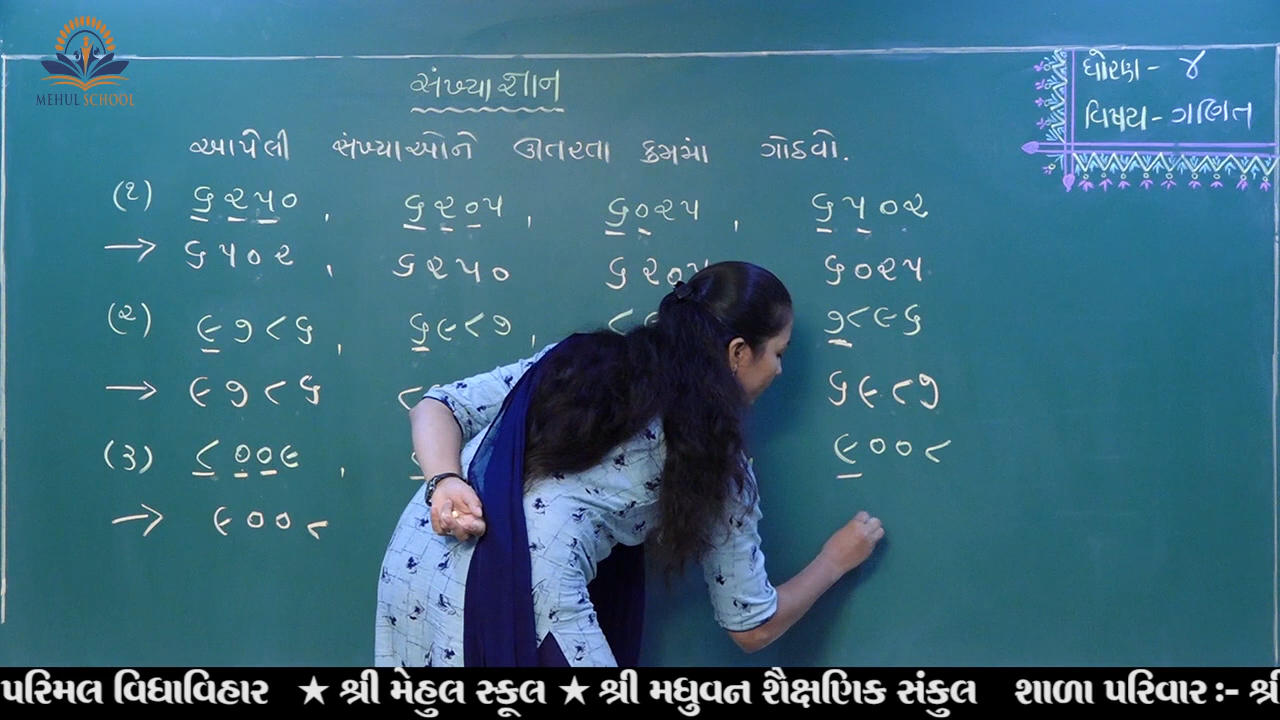 MEHUL SCHOOL
ધોરણ - ૪
વિષય - ગણિત
સંખ્યાજ્ઞાન
આપેલી સંખ્યાઓને ઊતરતા ક્રમમાં ગોઠવો.
(૧) ૬૨૫૦ , ૬૨૦૫ , ૬૦૨૫ , ૬૫૦૨
→ ૬૫૦૨ , ૬૨૫૦ ૬૨૦૫ ૬૦૨૫
(૨) ૯૭૮૬ , ૬૯૮૭ , ૭૮૯૬
→ ૯૭૮૬ ૬૯૮૭
(૩) ૮૦૦૯ , ૯૦૦૮
→ ૯૦૦૮
પરિમલ વિદ્યાવિહાર ★ શ્રી મેહુલ સ્કૂલ ★ શ્રી મધુવન શૈક્ષણિક સંકુલ શાળા પરિવાર :- શ્રી